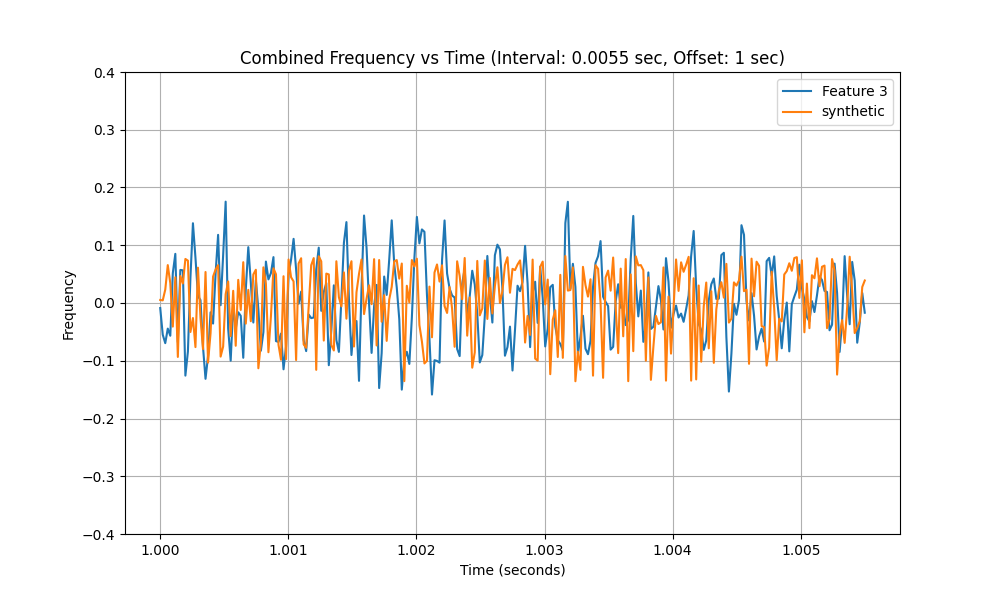 Combined Frequency vs Time (Interval: 0.0055 sec, Offset: 1 sec)
Feature 3
synthetic
Frequency
0.4
0.3
0.2
0.1
0.0
−0.1
−0.2
−0.3
−0.4
1.000 1.001 1.002 1.003 1.004 1.005
Time (seconds)